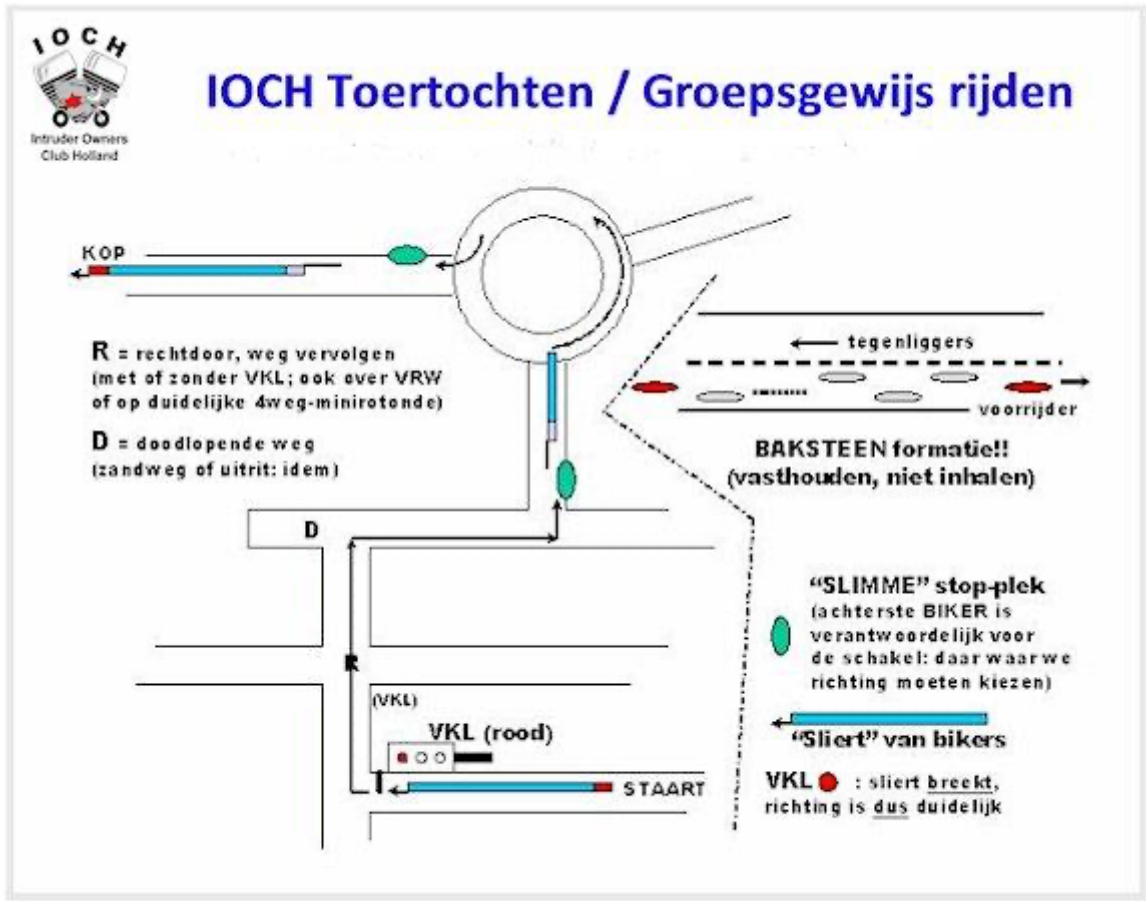 IOCH
Intruder Owners
Club Holland
IOCH Toertochten / Groepsgewijs rijden
KOP
R = rechtdoor, weg vervolgen
(met of zonder VKL; ook over VRW
of op duidelijke 4weg-minirotonde)
D = doodlopende weg
(zandweg of uitrit: idem)
tegenliggers
voorrijder
BAKSTEEN formatie!!
(vasthouden, niet inhalen)
D
R
(VKL)
VKL (rood)
STAART
“SLIMME” stop-plek
(achterste BIKER is
verantwoordelijk voor
de schakel: daar waar we
richting moeten kiezen)
“Sliert” van bikers
VKL : sliert breekt,
richting is dus duidelijk